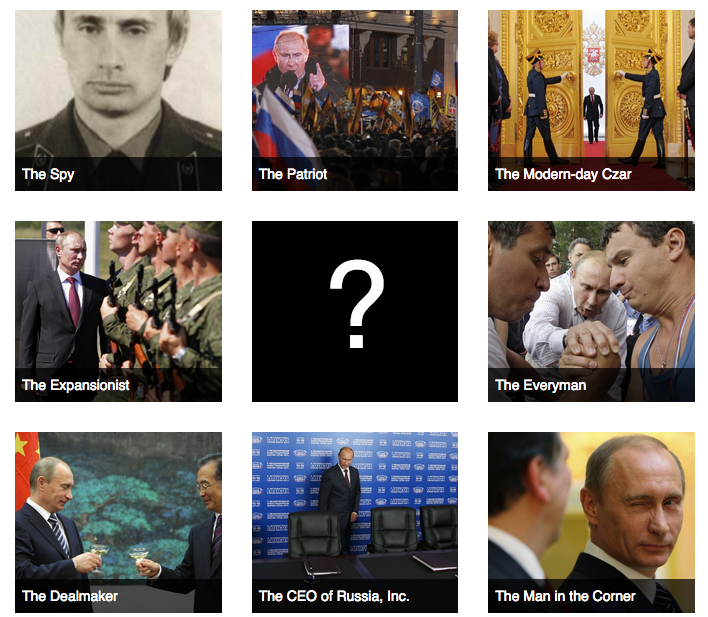 The Spy
The Patriot
The Modern-day Czar
?
The Expansionist
The Everyman
The Dealmaker
The CEO of Russia, Inc.
The Man in the Corner